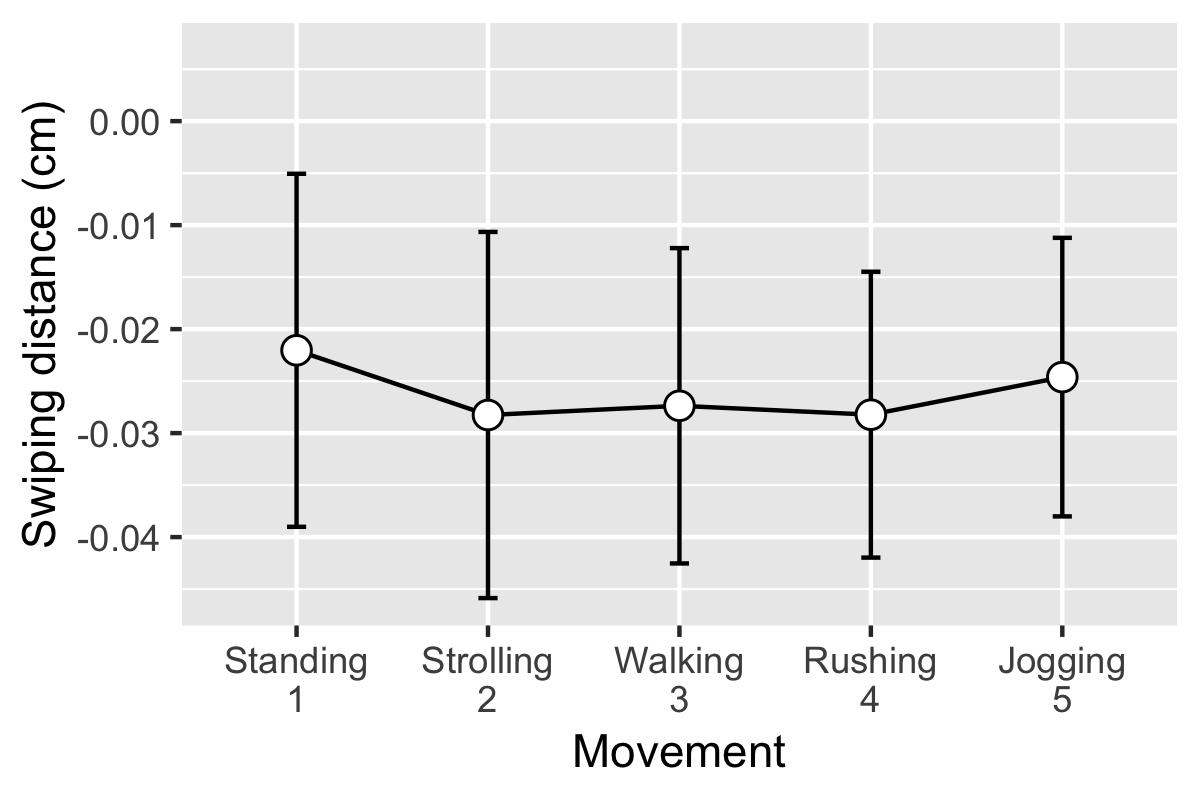 Swiping distance (cm)
0.00
-0.01
-0.02
-0.03
-0.04
Standing Strolling Walking Rushing Jogging
1 2 3 4 5
Movement